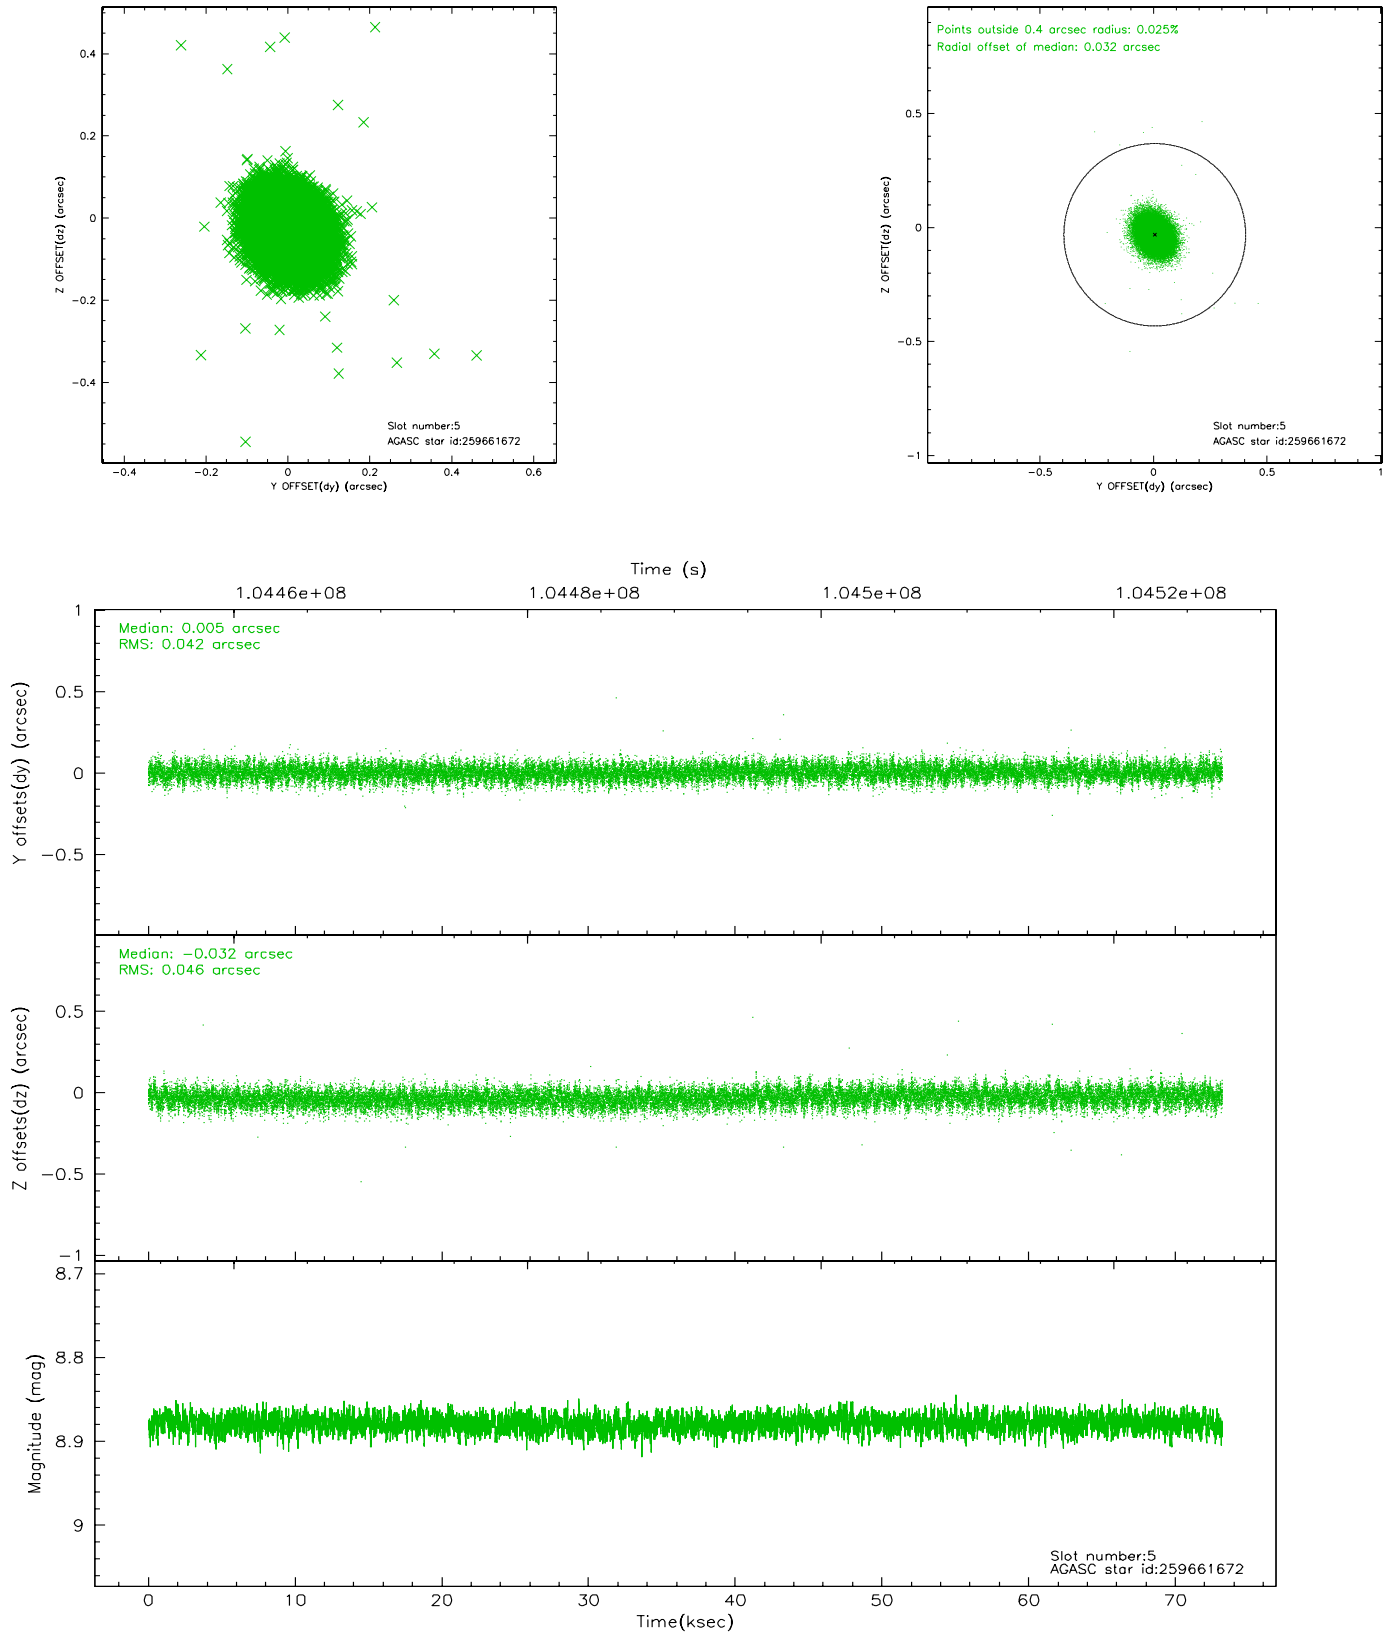 0.4
0.2
0
−0.2
−0.4
Z OFFSET(dz) (arcsec)
Slot number:5
AGASC star id:259661672
−0.4 −0.2 0 0.2 0.4 0.6
Y OFFSET(dy) (arcsec)
Points outside 0.4 arcsec radius: 0.025%
Radial offset of median: 0.032 arcsec
0.5
0
−0.5
−1
Z OFFSET(dz) (arcsec)
Slot number:5
AGASC star id:259661672
−0.5 0 0.5 1
Y OFFSET(dy) (arcsec)
Time (s)
1.0446e+08 1.0448e+08 1.045e+08 1.0452e+08
1
0.5
0
−0.5
Y offsets(dy) (arcsec)
Median: 0.005 arcsec
RMS: 0.042 arcsec
0.5
0
−0.5
−1
Z offsets(dz) (arcsec)
Median: −0.032 arcsec
RMS: 0.046 arcsec
8.7
8.8
8.9
9
Magnitude (mag)
Slot number:5
AGASC star id:259661672
0 10 20 30 40 50 60 70
Time(ksec)